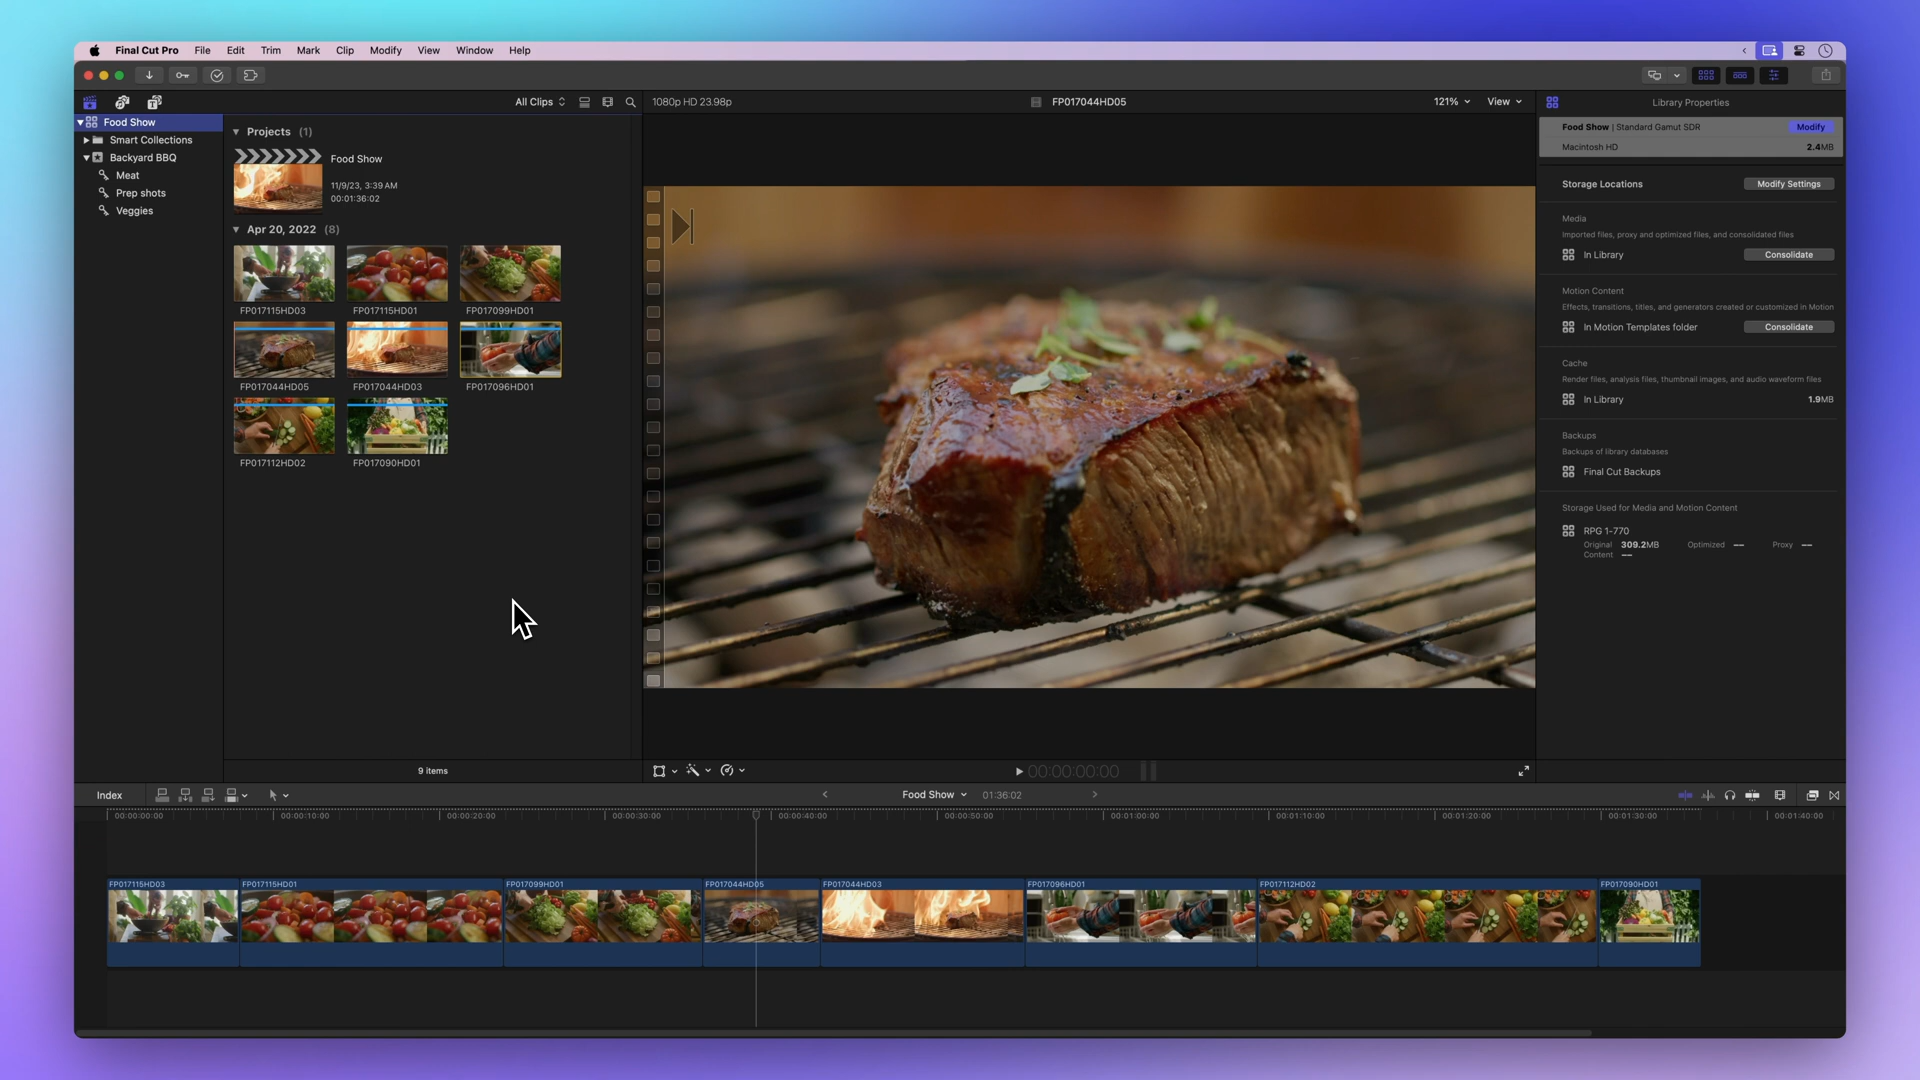 Final Cut Pro File Edit Trim Mark Clip Modify View Window Help
All Clips
1080p HD 23.98p
FP017044HD05
121%
View
Library Properties
Food Show
Smart Collections
Backyard BBQ
Meat
Prep shots
Veggies
Projects (1)
Food Show
11/9/23, 3:39 AM
00:01:36:02
Apr 20, 2022 (8)
FP017115HD03 FP017115HD01 FP017099HD01
FP017044HD05 FP017044HD03 FP017096HD01
FP017112HD02 FP017090HD01
9 items
Food Show | Standard Gamut SDR Modify
Macintosh HD 2.4MB
Storage Locations Modify Settings
Media
Imported files, proxy and optimized files, and consolidated files
In Library Consolidate
Motion Content
Effects, transitions, titles, and generators created or customized in Motion
In Motion Templates folder Consolidate
Cache
Render files, analysis files, thumbnail images, and audio waveform files
In Library 1.9MB
Backups
Backups of library databases
Final Cut Backups
Storage Used for Media and Motion Content
RPG 1-770
Original 309.2MB Optimized -- Proxy --
Content --
00:00:00:00
Index
Food Show
01:36:02
00:00:00:00 00:00:10:00 00:00:20:00 00:00:30:00 00:00:40:00 00:00:50:00 00:01:00:00 00:01:10:00 00:01:20:00 00:01:30:00 00:01:40:00
FP017115HD03 FP017115HD01 FP017099HD01 FP017044HD05 FP017044HD03 FP017096HD01 FP017112HD02 FP017090HD01